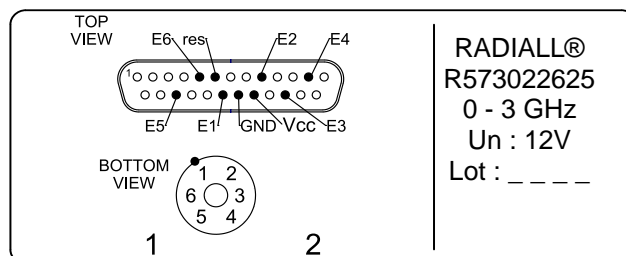 TOP
VIEW
E6 res E2 E4
1
E5 E1 GND Vcc E3
BOTTOM
VIEW
1 2
6 3
5 4
1 2
RADIALL®
R573022625
0 - 3 GHz
Un : 12V
Lot : _ _ _ _